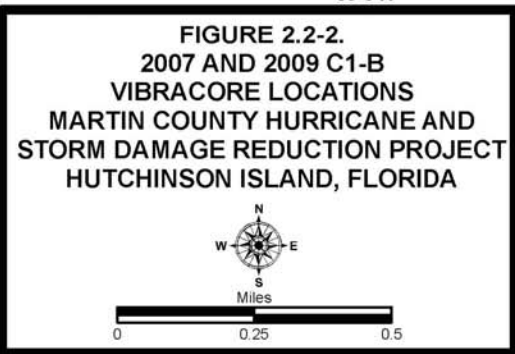 FIGURE 2.2-2.
2007 AND 2009 C1-B
VIBRACORE LOCATIONS
MARTIN COUNTY HURRICANE AND
STORM DAMAGE REDUCTION PROJECT
HUTCHINSON ISLAND, FLORIDA
N
W E
S
Miles
0 0.25 0.5